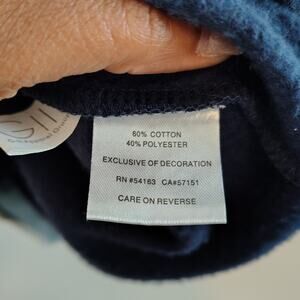 60% COTTON
40% POLYESTER
EXCLUSIVE OF DECORATION
RN #54163 CA#57151
CARE ON REVERSE